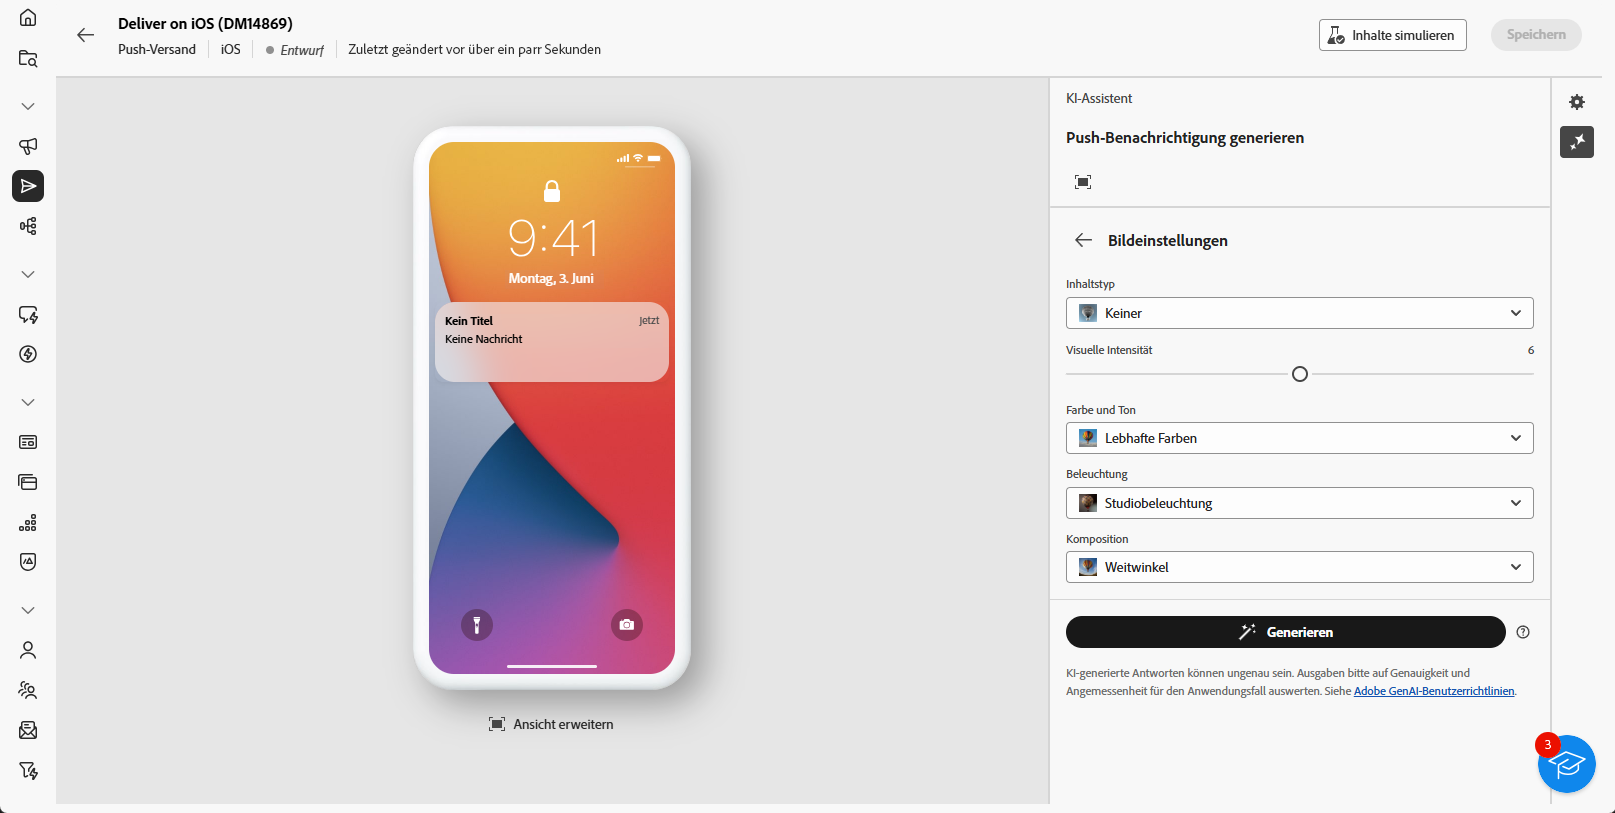 Deliver on iOS (DM14869)
Push-Versand
iOS
Entwurf
Zuletzt geändert vor über ein parr Sekunden
Inhalte simulieren
Speichern
9:41
Montag, 3. Juni
Kein Titel
Jetzt
Keine Nachricht
Ansicht erweitern
KI-Assistent
Push-Benachrichtigung generieren
Bildeinstellungen
Inhaltstyp
Keiner
Visuelle Intensität
6
Farbe und Ton
Lebhafte Farben
Beleuchtung
Studiobeleuchtung
Komposition
Weitwinkel
Generieren
KI-generierte Antworten können ungenau sein. Ausgaben bitte auf Genauigkeit und
Angemessenheit für den Anwendungsfall auswerten. Siehe Adobe GenAI-Benutzerrichtlinien.
3